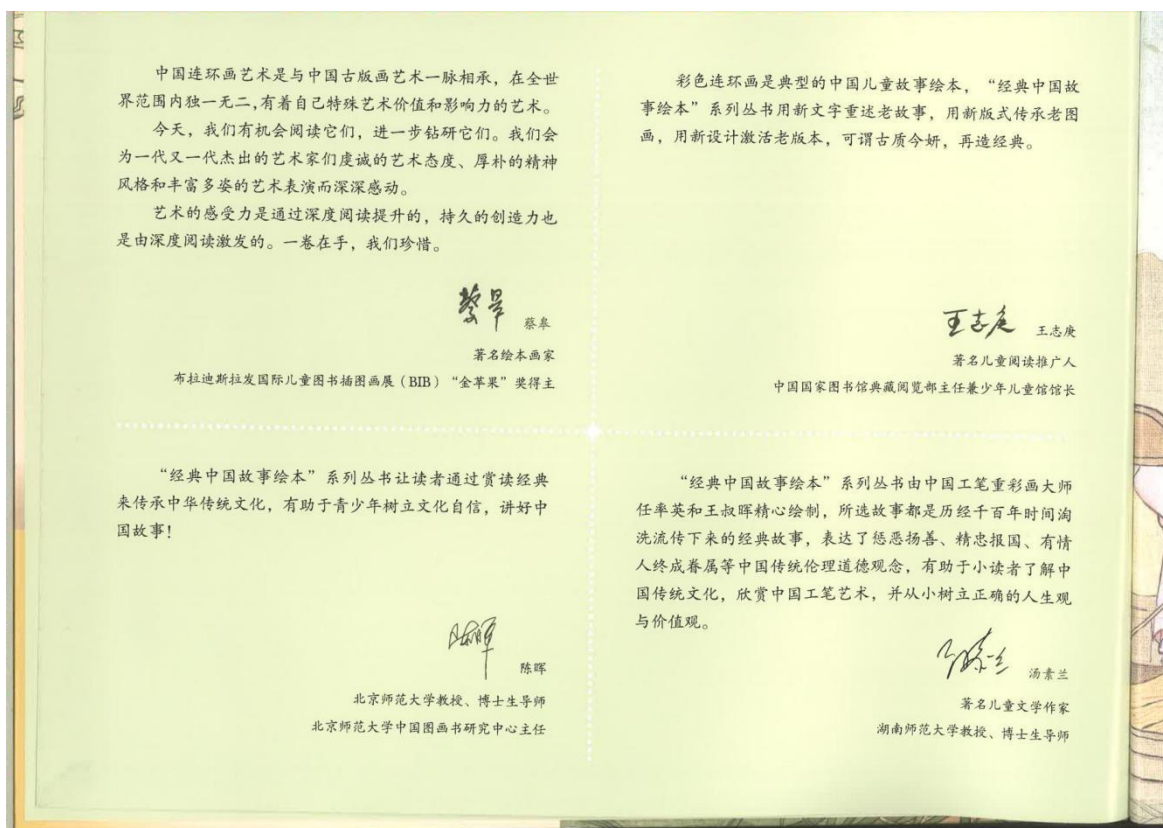 中国连环画艺术是与中国古版画艺术一脉相承，在全世
界范围内独一无二，有着自己特殊艺术价值和影响力的艺术。
今天，我们有机会阅读它们，进一步钻研它们。我们会
为一代又一代杰出的艺术家们虔诚的艺术态度、厚朴的精神
风格和丰富多姿的艺术表演而深深感动。
艺术的感受力是通过深度阅读提升的，持久的创造力也
是由深度阅读激发的。一卷在手，我们珍惜。
蔡皋 蔡皋
著名绘本画家
布拉迪斯拉发国际儿童图书插图画展（BIB）“金苹果”奖得主
彩色连环画是典型的中国儿童故事绘本，“经典中国故
事绘本”系列丛书用新文字重述老故事，用新版式传承老图
画，用新设计激活老版本，可谓古质今妍，再造经典。
王志庚 王志庚
著名儿童阅读推广人
中国国家图书馆典藏阅览部主任兼少年儿童馆馆长
“经典中国故事绘本”系列丛书让读者通过赏读经典
来传承中华传统文化，有助于青少年树立文化自信，讲好中
国故事！
陈晖 陈晖
北京师范大学教授、博士生导师
北京师范大学中国图画书研究中心主任
“经典中国故事绘本”系列丛书由中国工笔重彩画大师
任率英和王叔晖精心绘制，所选故事都是历经千百年时间淘
洗流传下来的经典故事，表达了惩恶扬善、精忠报国、有情
人终成眷属等中国传统伦理道德观念，有助于小读者了解中
国传统文化，欣赏中国工笔艺术，并从小树立正确的人生观
与价值观。
汤素兰 汤素兰
著名儿童文学作家
湖南师范大学教授、博士生导师